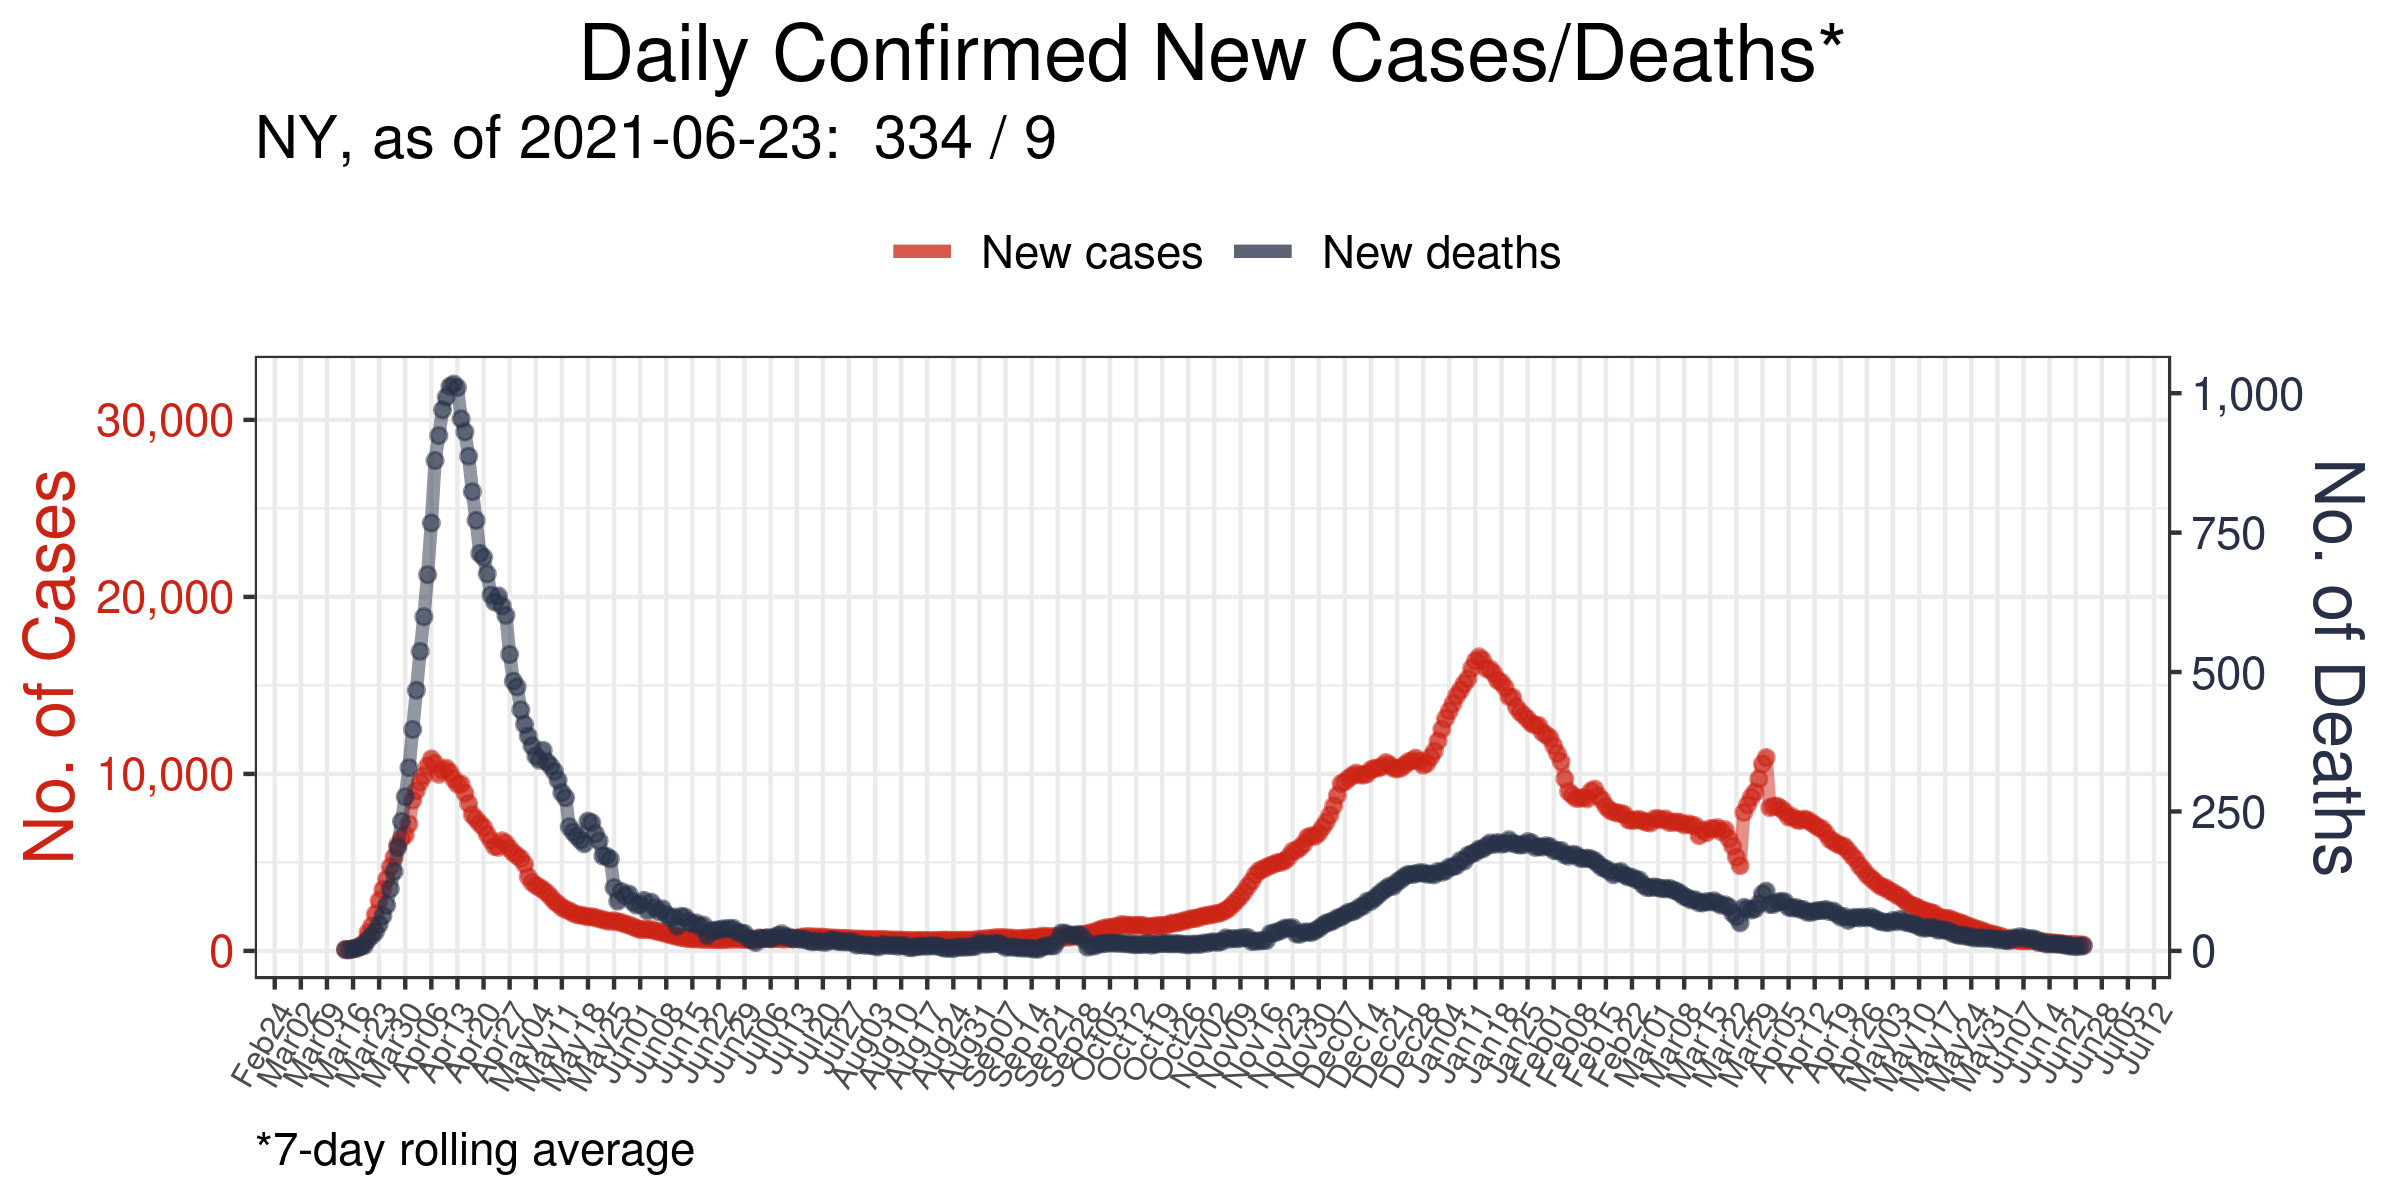 Daily Confirmed New Cases/Deaths*
NY, as of 2021-06-23:  334 / 9
New cases
New deaths
No. of Cases
30,000
20,000
10,000
0
1,000
750
500
250
0
No. of Deaths
Feb24
Mar02
Mar09
Mar16
Mar23
Mar30
Apr06
Apr13
Apr20
Apr27
May04
May11
May18
May25
Jun01
Jun08
Jun15
Jun22
Jun29
Jul06
Jul13
Jul20
Jul27
Aug03
Aug10
Aug17
Aug24
Aug31
Sep07
Sep14
Sep21
Sep28
Oct05
Oct12
Oct19
Oct26
Nov02
Nov09
Nov16
Nov23
Nov30
Dec07
Dec14
Dec21
Dec28
Jan04
Jan11
Jan18
Jan25
Feb01
Feb08
Feb15
Feb22
Mar01
Mar08
Mar15
Mar22
Mar29
Apr05
Apr12
Apr19
Apr26
May03
May10
May17
May24
May31
Jun07
Jun14
Jun21
Jun28
Jul05
Jul12
*7-day rolling average